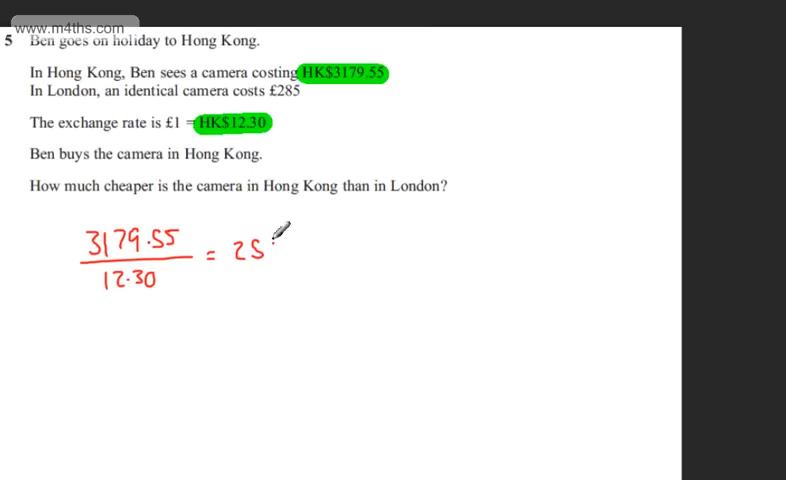 www.m4ths.com
5 Ben goes on holiday to Hong Kong.
In Hong Kong, Ben sees a camera costing HK$3179.55
In London, an identical camera costs £285
The exchange rate is £1 = HK$12.30
Ben buys the camera in Hong Kong.
How much cheaper is the camera in Hong Kong than in London?
3179.55
= 25
12.30